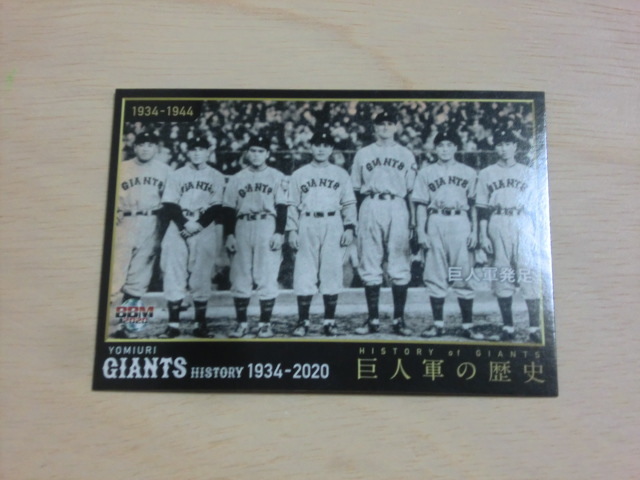 1934-1944
GIANTS
GIANTS
GIANTS
GIANTS
GIANTS
GIANTS
GIANTS
巨人軍発足
BBM
2020
YOMIURI
GIANTS HISTORY 1934-2020
HISTORY of GIANTS
巨人軍の歴史